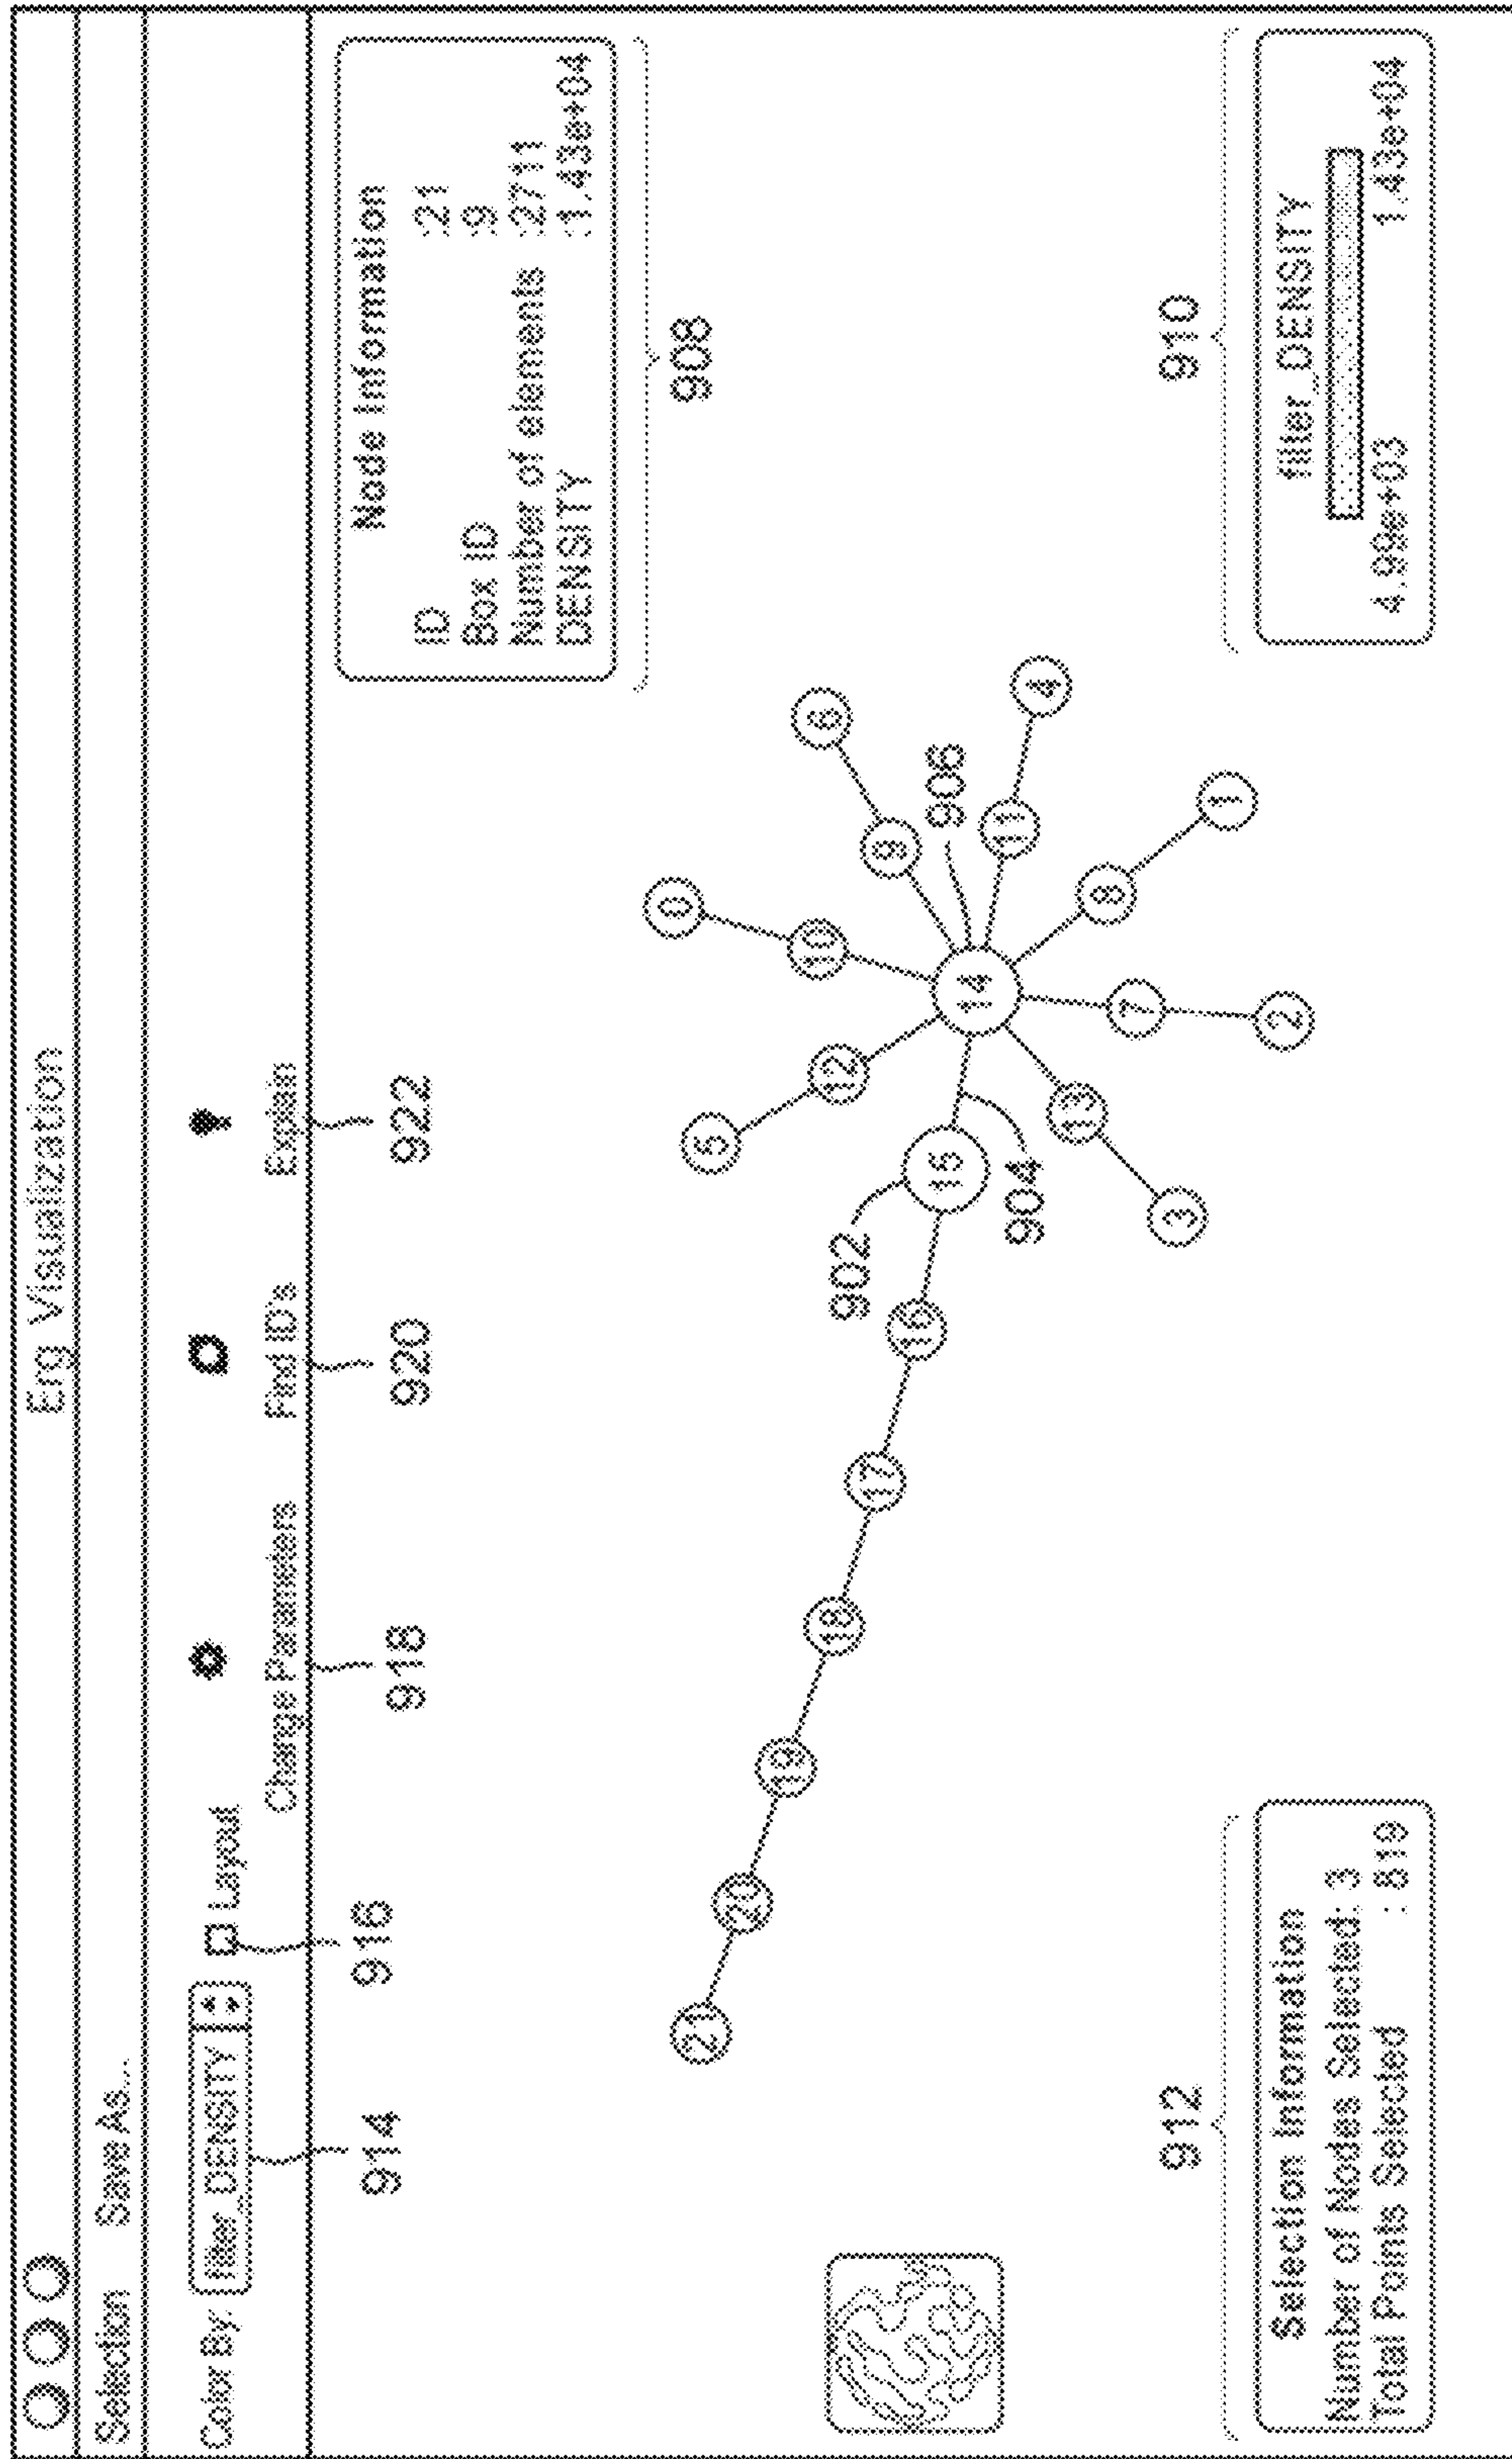 Erg Visualization
Selection Save As...
Color By: filter_DENSITY Layout
Change Parameters Find ID's Explain
914
916
918
920
922
Node Information
ID :21
Box ID :9
Number of elements :2711
DENSITY :1.43e+04
908
21
20
19
18
17
16
15
14
5
12
0
10
6
9
11
4
8
1
7
2
13
3
902
904
906
912
Selection Information
Number of Nodes Selected: 3
Total Points Selected : 819
910
filter_DENSITY
4.99e+03 1.43e+04